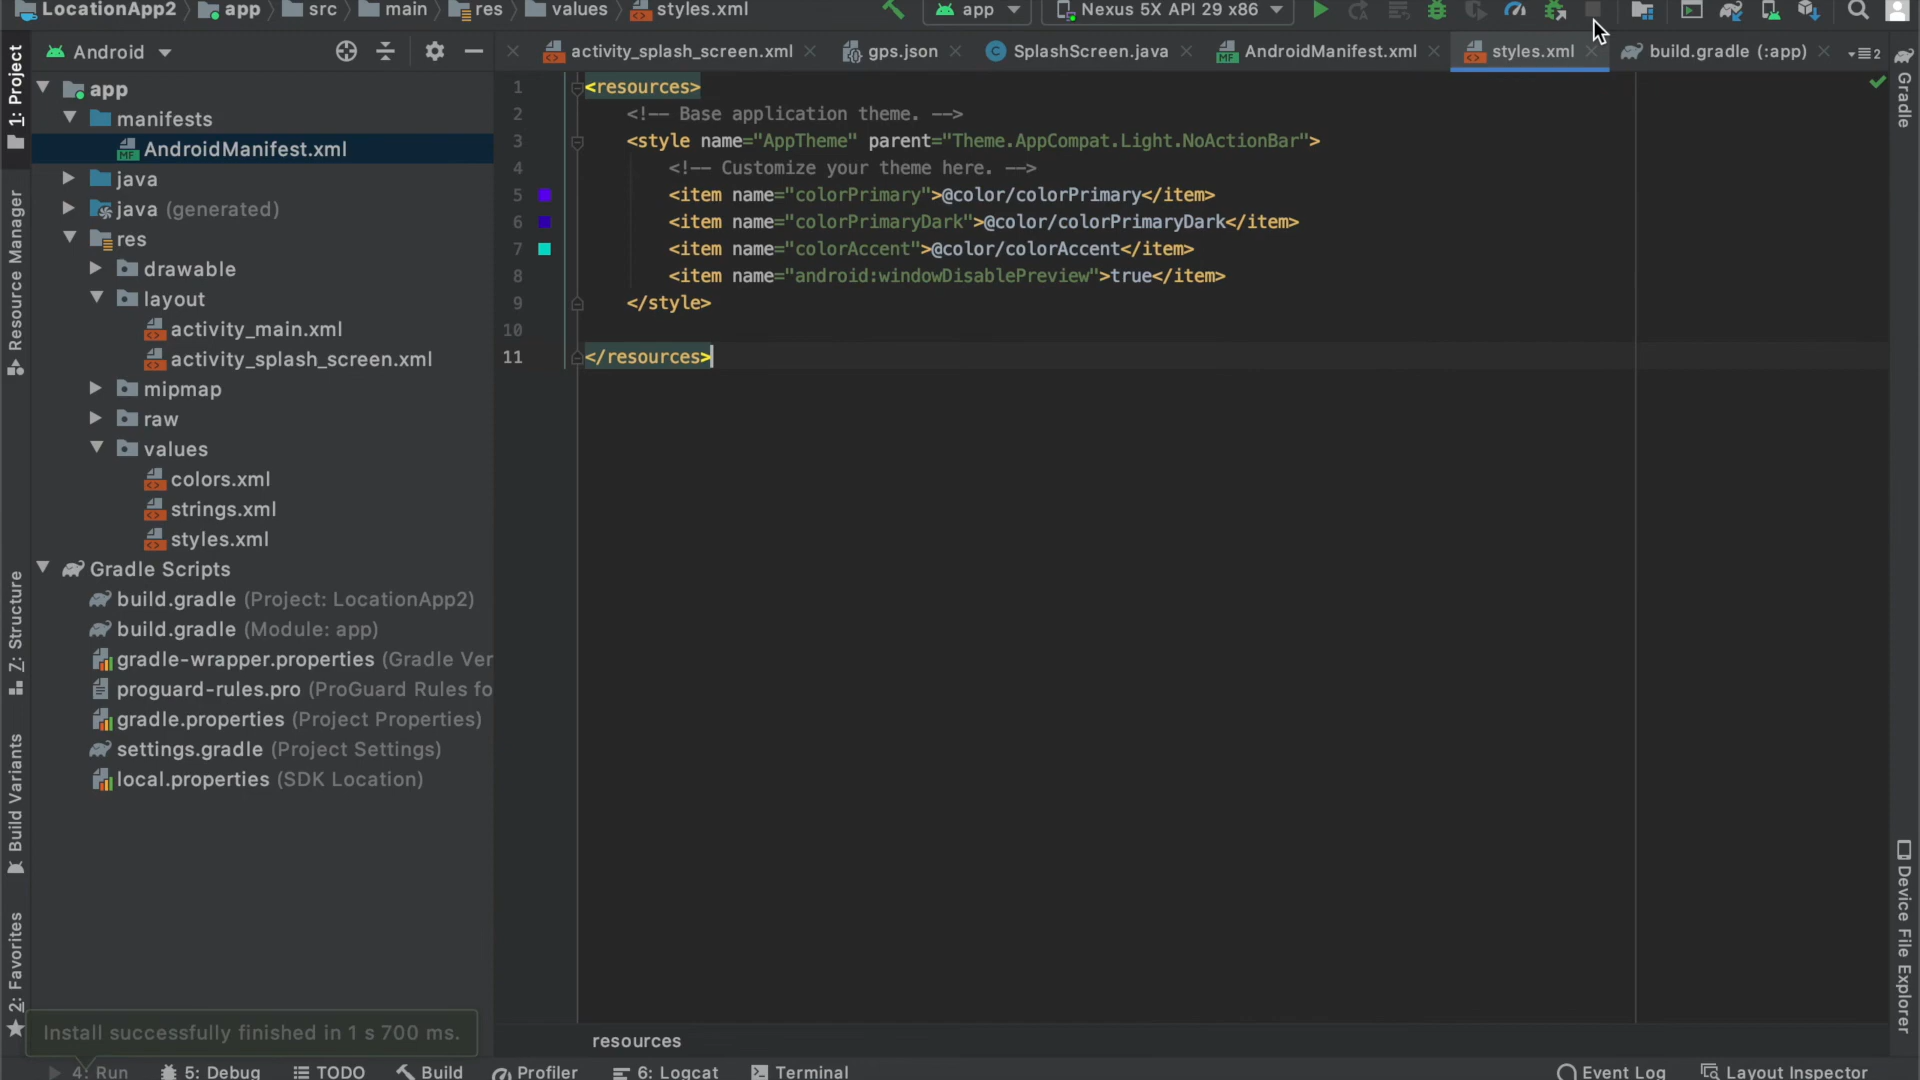 LocationApp2 > app > src > main > res > values > styles.xml
app
Nexus 5X API 29 x86
1: Project
Resource Manager
Z: Structure
Build Variants
2: Favorites
Android
activity_splash_screen.xml
gps.json
SplashScreen.java
AndroidManifest.xml
styles.xml
build.gradle (:app)
2
app
manifests
AndroidManifest.xml
java
java (generated)
res
drawable
layout
activity_main.xml
activity_splash_screen.xml
mipmap
raw
values
colors.xml
strings.xml
styles.xml
Gradle Scripts
build.gradle (Project: LocationApp2)
build.gradle (Module: app)
gradle-wrapper.properties (Gradle Ver
proguard-rules.pro (ProGuard Rules fo
gradle.properties (Project Properties)
settings.gradle (Project Settings)
local.properties (SDK Location)
1 <resources>
2 <!-- Base application theme. -->
3 <style name="AppTheme" parent="Theme.AppCompat.Light.NoActionBar">
4 <!-- Customize your theme here. -->
5 <item name="colorPrimary">@color/colorPrimary</item>
6 <item name="colorPrimaryDark">@color/colorPrimaryDark</item>
7 <item name="colorAccent">@color/colorAccent</item>
8 <item name="android:windowDisablePreview">true</item>
9 </style>
10
11 </resources>
Gradle
Device File Explorer
Install successfully finished in 1 s 700 ms.
resources
4: Run
5: Debug
TODO
Build
Profiler
6: Logcat
Terminal
Event Log
Layout Inspector